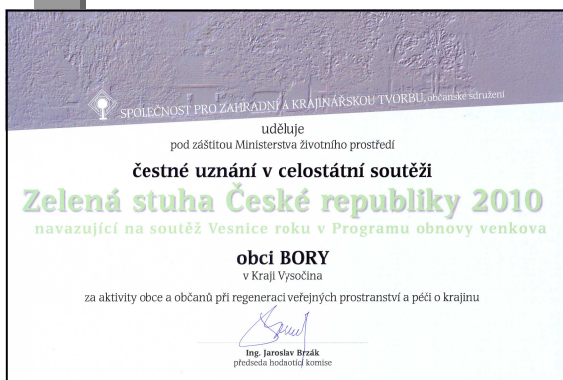 SPOLEČNOST PRO ZAHRADNÍ A KRAJINÁŘSKOU TVORBU, občanské sdružení
uděluje
pod záštitou Ministerstva životního prostředí
čestné uznání v celostátní soutěži
Zelená stuha České republiky 2010
navazující na soutěž Vesnice roku v Programu obnovy venkova
obci BORY
v Kraji Vysočina
za aktivity obce a občanů při regeneraci veřejných prostranství a péči o krajinu
Ing. Jaroslav Brzák
předseda hodnotící komise